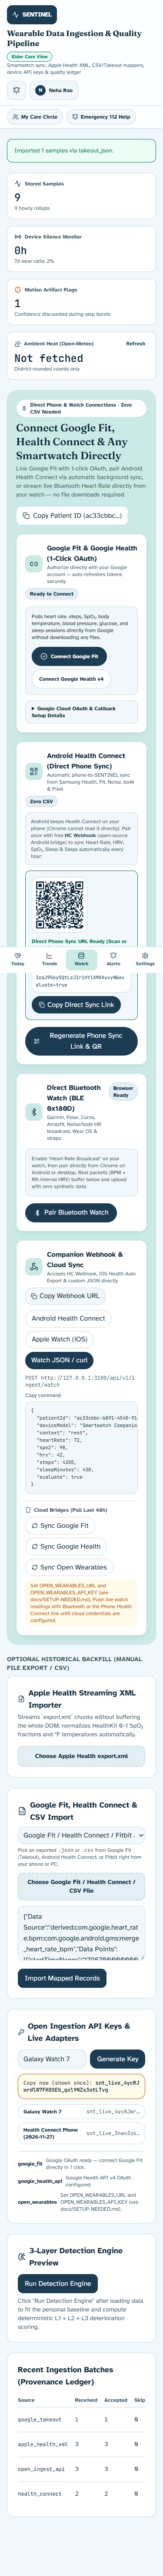 SENTINEL
Wearable Data Ingestion & Quality
Pipeline
Elder Care View
Smartwatch sync, Apple Health XML, CSV/Takeout mappers,
device API keys & quality ledger
N Neha Rao
My Care Circle
Emergency 112 Help
Imported 1 samples via takeout_json.
Stored Samples
9
9 hourly rollups
Device Silence Monitor
0h
7d wear ratio: 2%
Motion Artifact Flags
1
Confidence discounted during step bursts
Ambient Heat (Open-Meteo)
Refresh
Not fetched
District-rounded coords only
Direct Phone & Watch Connections - Zero
CSV Needed
Connect Google Fit,
Health Connect & Any
Smartwatch Directly
Link Google Fit with 1-click OAuth, pair Android
Health Connect via automatic background sync,
or stream live Bluetooth Heart Rate directly from
your watch — no file downloads required.
Copy Patient ID (ac33cbbc...)
Google Fit & Google Health
(1-Click OAuth)
Authorize directly with your Google
account — auto-refreshes tokens
securely
Ready to Connect
Pulls heart rate, steps, SpO₂, body
temperature, blood pressure, glucose, and
sleep sessions directly from Google
without downloading any files.
Connect Google Fit
Connect Google Health v4
▶ Google Cloud OAuth & Callback
Setup Details
Android Health Connect
(Direct Phone Sync)
Automatic phone-to-SENTINEL sync
from Samsung Health, Fit, Noise, boAt
& Pixel
Zero CSV
Android keeps Health Connect on your
phone (Chrome cannot read it directly). Pair
once with free HC Webhook (open-source
Android bridge) to sync Heart Rate, HRV,
SpO₂, Sleep & Steps automatically every
hour:
Direct Phone Sync URL Ready (Scan or
Today
Trends
Watch
Alerts
Settings
aluate=true
Copy Direct Sync Link
Regenerate Phone Sync
Link & QR
Direct Bluetooth
Watch (BLE
0x180D)
Browser
Ready
Garmin, Polar, Coros,
Amazfit, Noise/boAt HR
broadcast, Wear OS &
straps
Enable "Heart Rate Broadcast" on your
watch, then pair directly from Chrome on
Android or desktop. Real packets (BPM +
RR-interval HRV) buffer below and upload
with zero synthetic data.
Pair Bluetooth Watch
Companion Webhook &
Cloud Sync
Accepts HC Webhook, iOS Health Auto
Export & custom JSON directly
Copy Webhook URL
Android Health Connect
Apple Watch (iOS)
Watch JSON / curl
POST http://127.0.0.1:3100/api/v1/i
ngest/watch
Copy command
{
"patientId": "ac33cbbc-b091-4540-91
"deviceModel": "Smartwatch Companio
"context": "rest",
"heartRate": 72,
"spo2": 98,
"hrv": 42,
"steps": 4200,
"sleepMinutes": 430,
"evaluate": true
}
Cloud Bridges (Pull Last 48h)
Sync Google Fit
Sync Google Health
Sync Open Wearables
Set OPEN_WEARABLES_URL and
OPEN_WEARABLES_API_KEY (see
docs/SETUP-NEEDED.md). Push live watch
readings with Bluetooth or the Phone Health
Connect link until cloud credentials are
configured.
OPTIONAL HISTORICAL BACKFILL (MANUAL
FILE EXPORT / CSV)
Apple Health Streaming XML
Importer
Streams `export.xml` chunks without buffering
the whole DOM; normalizes HealthKit 0-1 SpO₂
fractions and °F temperatures automatically.
Choose Apple Health export.xml
Google Fit, Health Connect &
CSV Import
Google Fit / Health Connect / Fitbit
Pick an exported .json or .csv from Google Fit
(Takeout), Android Health Connect, or Fitbit right from
your phone or PC:
Choose Google Fit / Health Connect /
CSV File
{"Data
Source":"derived:com.google.heart_rat
e.bpm:com.google.android.gms:merge
_heart_rate_bpm","Data Points":
Import Mapped Records
Open Ingestion API Keys &
Live Adapters
Galaxy Watch 7
Generate Key
Galaxy Watch 7
Health Connect Phone
(2026-11-27)
google_fit
Google OAuth ready — connect Google Fit
directly in 1 click.
google_health_api
Google Health API v4 OAuth
configured.
open_wearables
Set OPEN_WEARABLES_URL and
OPEN_WEARABLES_API_KEY (see
docs/SETUP-NEEDED.md).
3-Layer Detection Engine
Preview
Run Detection Engine
Click "Run Detection Engine" after loading data
to fit the personal baseline and compute
deterministic L1 + L2 + L3 deterioration
scoring.
Recent Ingestion Batches
(Provenance Ledger)
Source Received Accepted Skip
google_takeout 1 1 0
apple_health_xml 3 3 0
open_ingest_api 3 3 0
health_connect 2 2 0